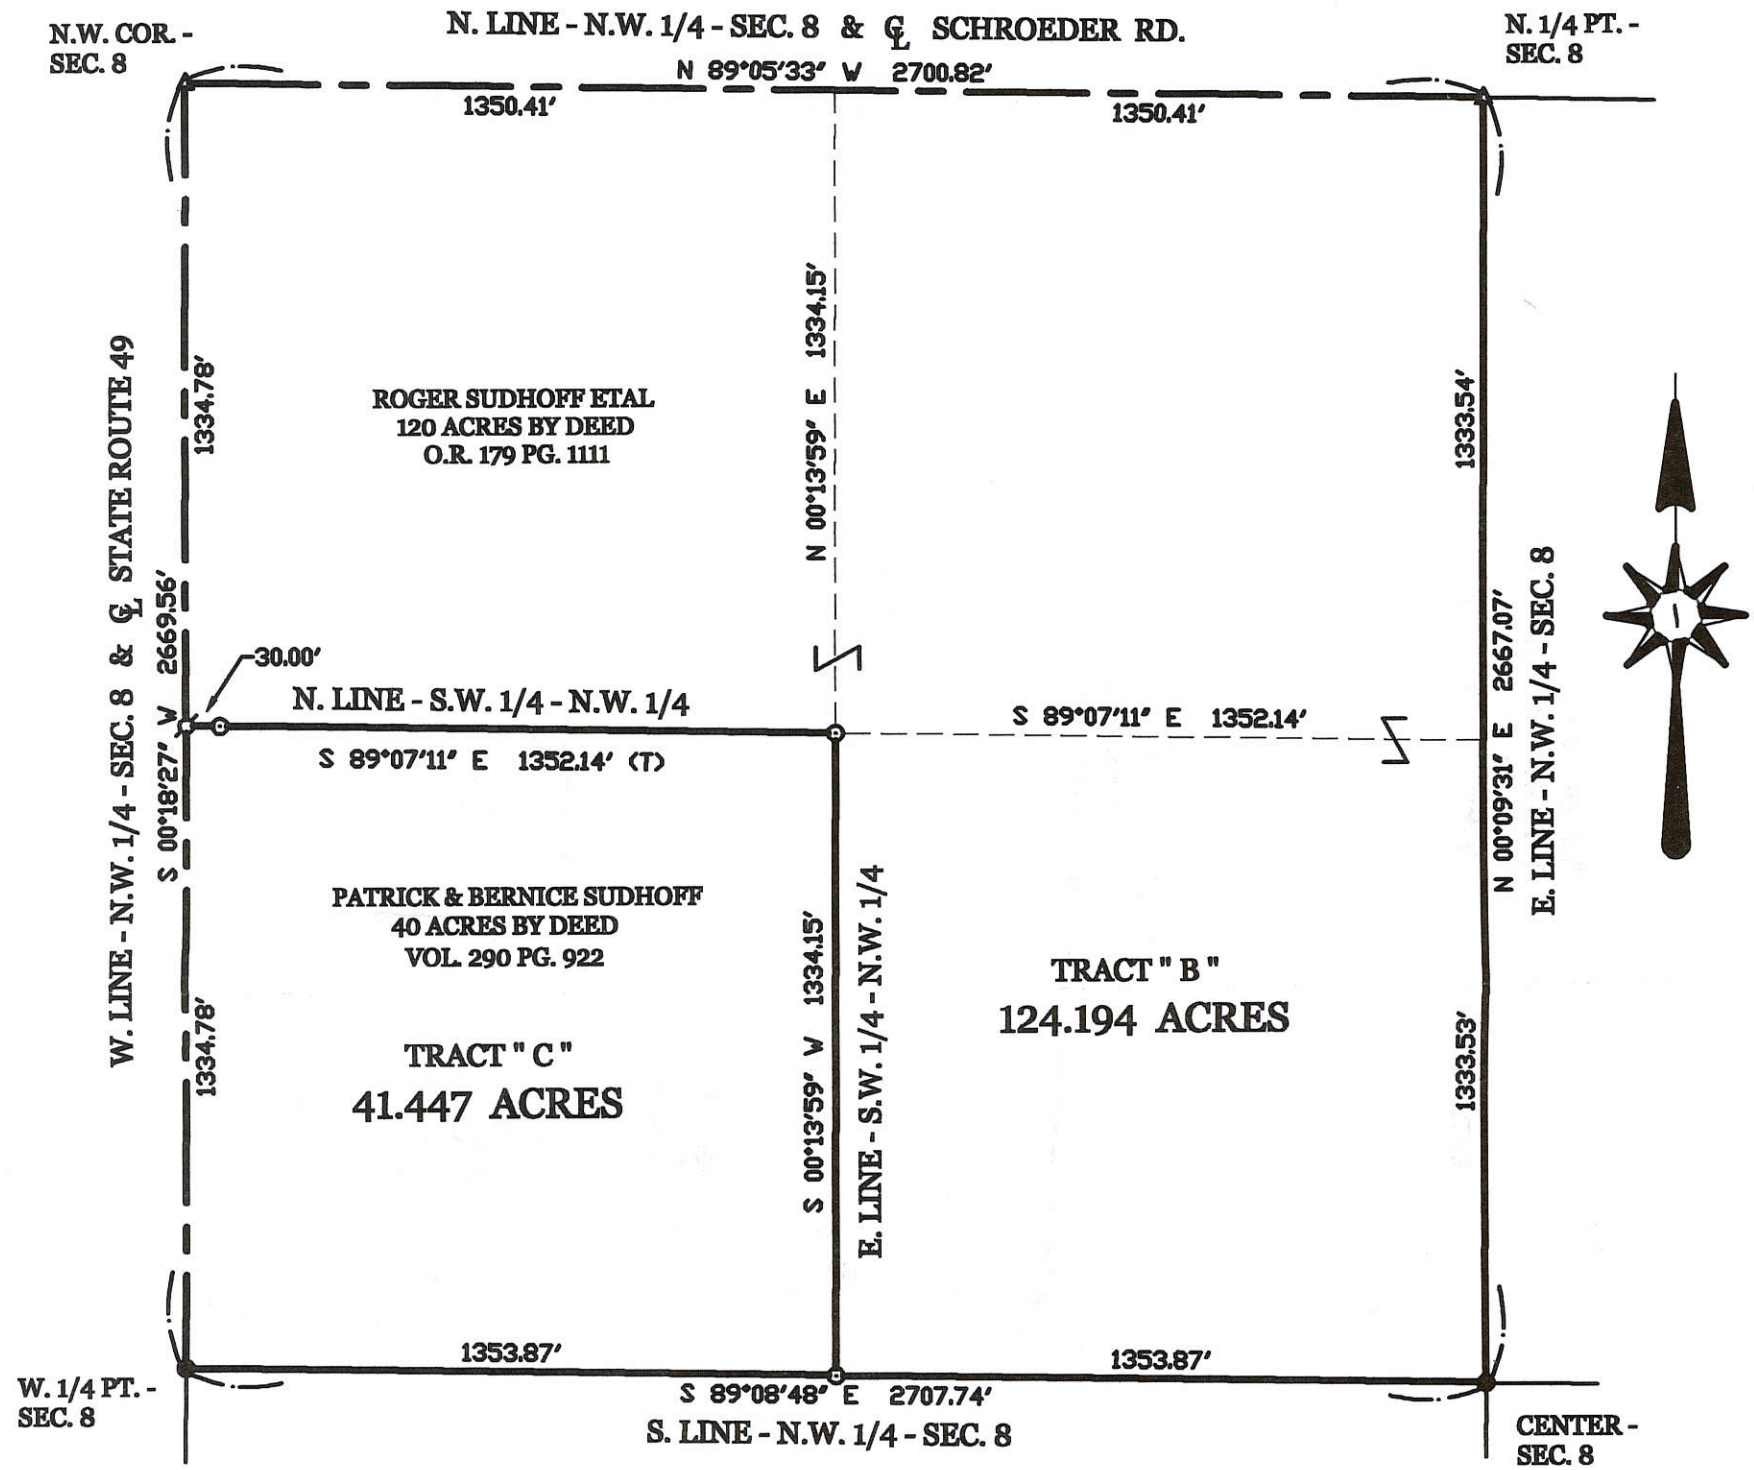 N. LINE - N.W. 1/4 - SEC. 8 & ℄ SCHROEDER RD.
N.W. COR. -
SEC. 8
N. 1/4 PT. -
SEC. 8
N 89°05'33" W 2700.82'
1350.41'
1350.41'
W. LINE - N.W. 1/4 - SEC. 8 & ℄ STATE ROUTE 49
S 00°18'27" W 2669.56'
1334.78'
ROGER SUDHOFF ETAL
120 ACRES BY DEED
O.R. 179 PG. 1111
N 00°13'59" E 1334.15'
1333.54'
N 00°09'31" E 2667.07'
E. LINE - N.W. 1/4 - SEC. 8
30.00'
N. LINE - S.W. 1/4 - N.W. 1/4
S 89°07'11" E 1352.14' (T)
S 89°07'11" E 1352.14'
PATRICK & BERNICE SUDHOFF
40 ACRES BY DEED
VOL. 290 PG. 922
TRACT " C "
41.447 ACRES
1334.78'
S 00°13'59" W 1334.15'
E. LINE - S.W. 1/4 - N.W. 1/4
TRACT " B "
124.194 ACRES
1333.53'
1353.87'
1353.87'
S 89°08'48" E 2707.74'
S. LINE - N.W. 1/4 - SEC. 8
W. 1/4 PT. -
SEC. 8
CENTER -
SEC. 8